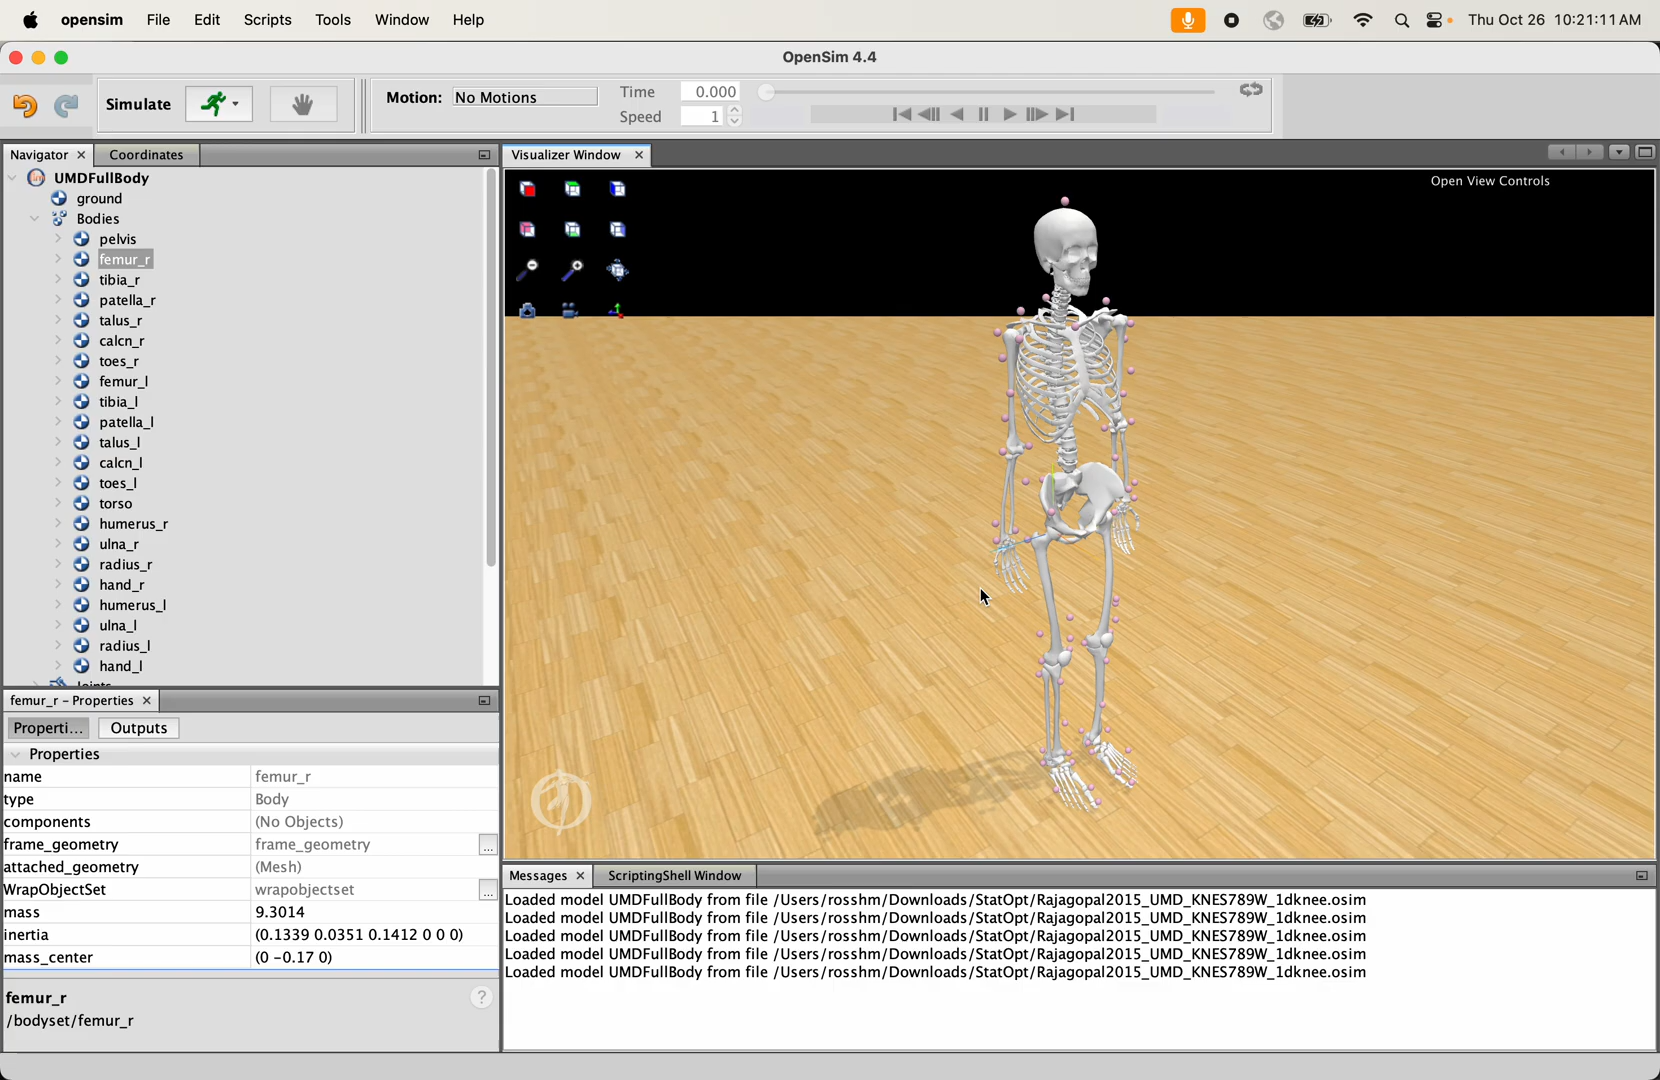 opensim File Edit Scripts Tools Window Help Thu Oct 26 10:21:11 AM
OpenSim 4.4
Simulate
Motion: No Motions
Time 0.000
Speed 1
Navigator Coordinates
UMDFullBody
ground
Bodies
pelvis
femur_r
tibia_r
patella_r
talus_r
calcn_r
toes_r
femur_l
tibia_l
patella_l
talus_l
calcn_l
toes_l
torso
humerus_r
ulna_r
radius_r
hand_r
humerus_l
ulna_l
radius_l
hand_l
Joints
Visualizer Window
Open View Controls
femur_r – Properties
Properti... Outputs
Properties
name femur_r
type Body
components (No Objects)
frame_geometry frame_geometry ...
attached_geometry (Mesh)
WrapObjectSet wrapobjectset ...
mass 9.3014
inertia (0.1339 0.0351 0.1412 0 0 0)
mass_center (0 -0.17 0)
femur_r ?
/bodyset/femur_r
Messages ScriptingShell Window
Loaded model UMDFullBody from file /Users/rosshm/Downloads/StatOpt/Rajagopal2015_UMD_KNES789W_1dknee.osim
Loaded model UMDFullBody from file /Users/rosshm/Downloads/StatOpt/Rajagopal2015_UMD_KNES789W_1dknee.osim
Loaded model UMDFullBody from file /Users/rosshm/Downloads/StatOpt/Rajagopal2015_UMD_KNES789W_1dknee.osim
Loaded model UMDFullBody from file /Users/rosshm/Downloads/StatOpt/Rajagopal2015_UMD_KNES789W_1dknee.osim
Loaded model UMDFullBody from file /Users/rosshm/Downloads/StatOpt/Rajagopal2015_UMD_KNES789W_1dknee.osim